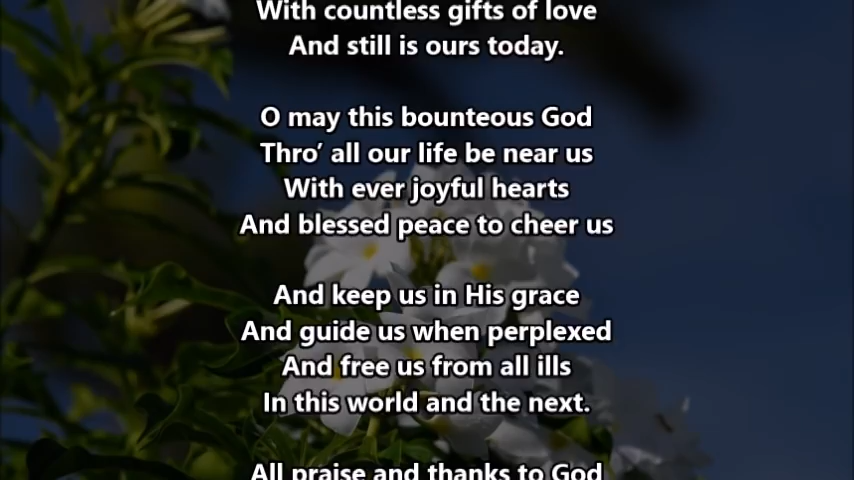 With countless gifts of love
And still is ours today.
O may this bounteous God
Thro’ all our life be near us
With ever joyful hearts
And blessed peace to cheer us
And keep us in His grace
And guide us when perplexed
And free us from all ills
In this world and the next.
All praise and thanks to God